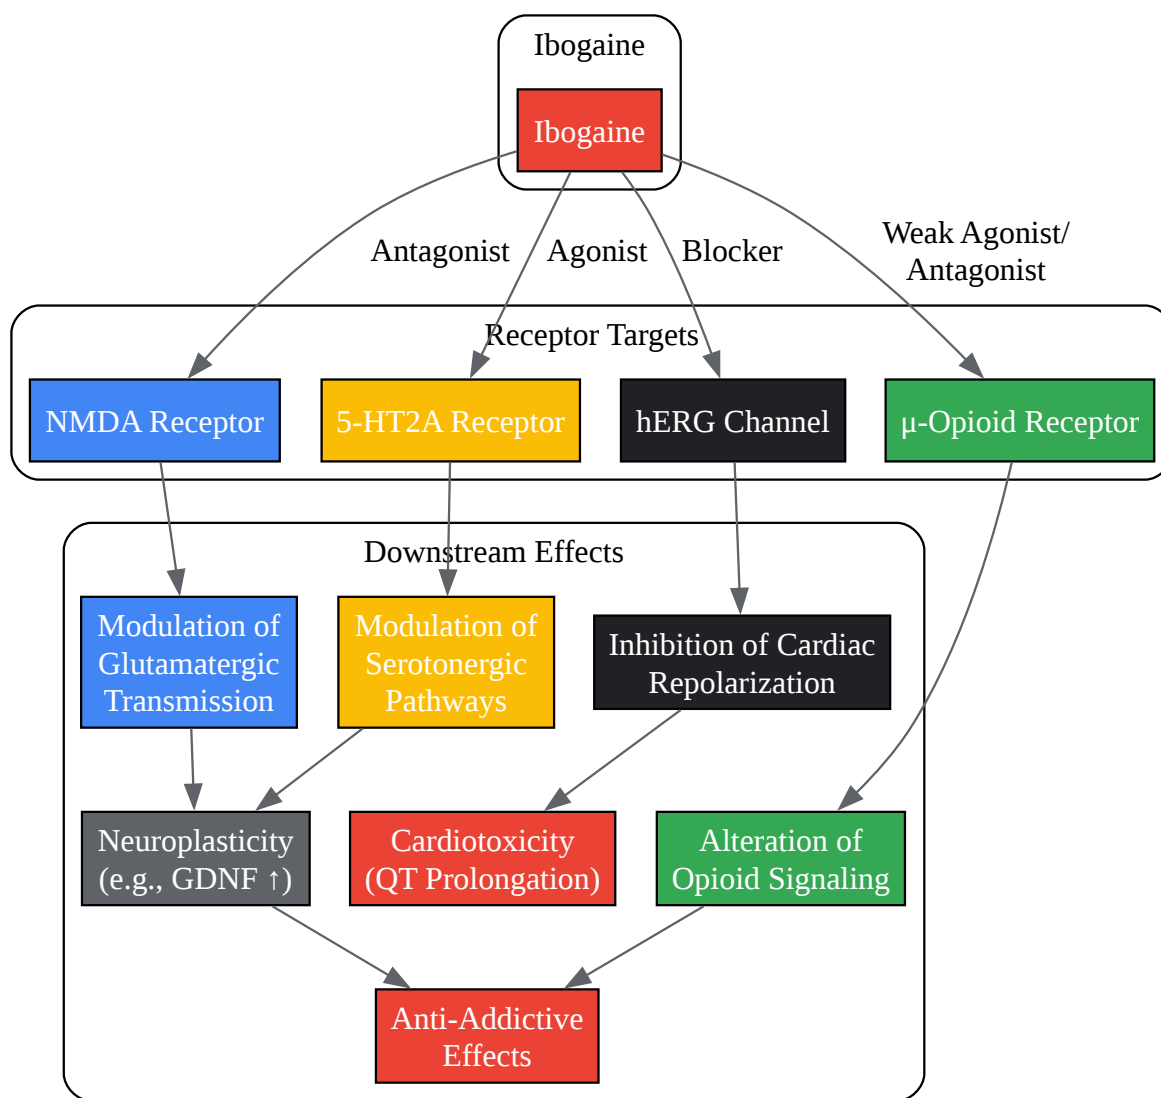 Ibogaine
Ibogaine
Antagonist
Agonist
Blocker
Weak Agonist/
Antagonist
Receptor Targets
NMDA Receptor
5-HT2A Receptor
hERG Channel
μ-Opioid Receptor
Downstream Effects
Modulation of
Glutamatergic
Transmission
Modulation of
Serotonergic
Pathways
Inhibition of Cardiac
Repolarization
Neuroplasticity
(e.g., GDNF ↑)
Cardiotoxicity
(QT Prolongation)
Alteration of
Opioid Signaling
Anti-Addictive
Effects